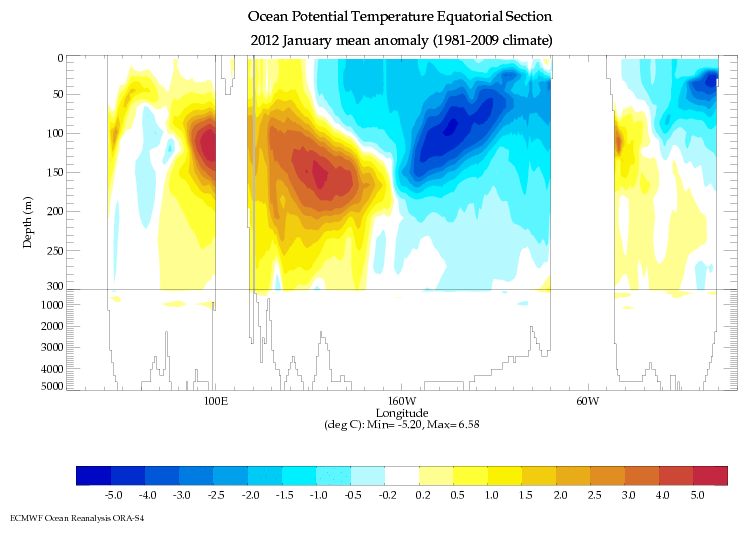 Ocean Potential Temperature Equatorial Section
2012 January mean anomaly (1981-2009 climate)
0
50
100
150
200
250
300
1000
2000
3000
4000
5000
Depth (m)
100E 160W 60W
Longitude
(deg C): Min= -5.20, Max= 6.58
-5.0 -4.0 -3.0 -2.5 -2.0 -1.5 -1.0 -0.5 -0.2 0.2 0.5 1.0 1.5 2.0 2.5 3.0 4.0 5.0
ECMWF Ocean Reanalysis ORA-S4